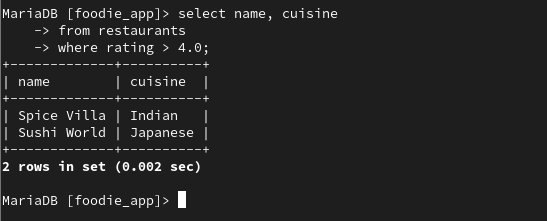 MariaDB [foodie_app]> select name, cuisine
    -> from restaurants
    -> where rating > 4.0;
+-------------+----------+
| name        | cuisine  |
+-------------+----------+
| Spice Villa | Indian   |
| Sushi World | Japanese |
+-------------+----------+
2 rows in set (0.002 sec)

MariaDB [foodie_app]>